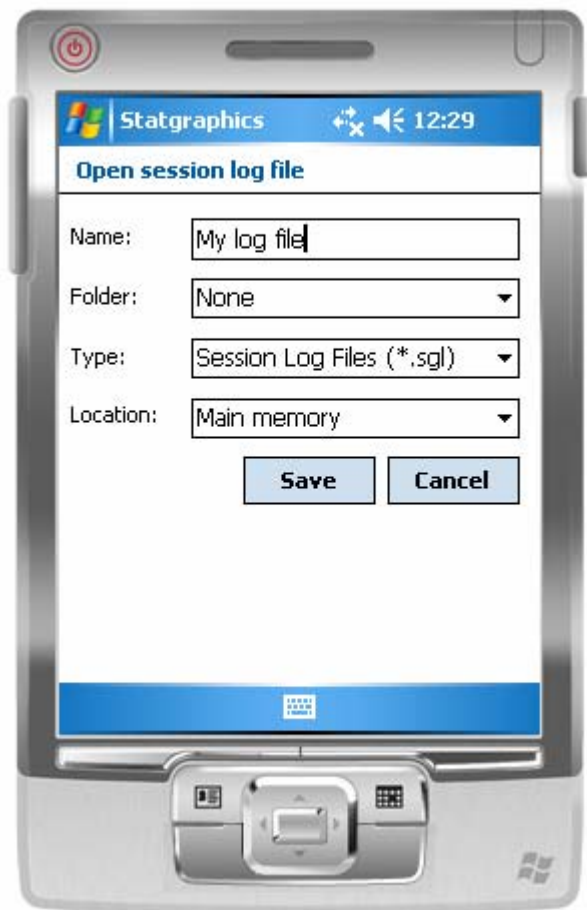 Statgraphics 12:29
Open session log file
Name: My log file
Folder: None
Type: Session Log Files (*.sgl)
Location: Main memory
Save Cancel